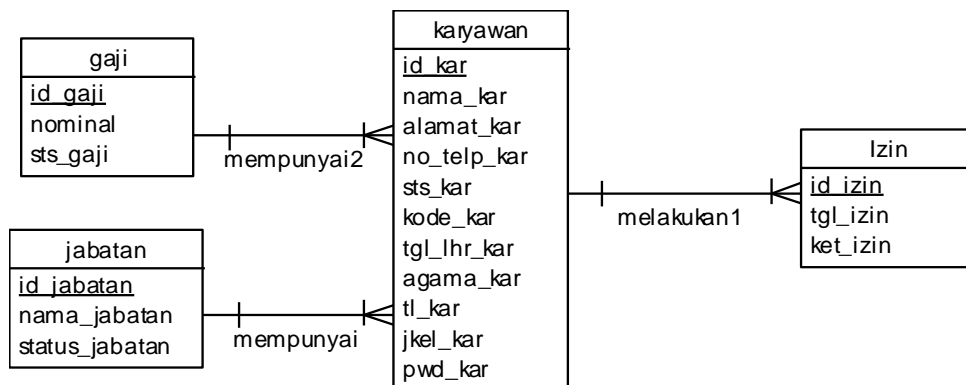 gaji
id_gaji
nominal
sts_gaji
mempunyai2
jabatan
id_jabatan
nama_jabatan
status_jabatan
mempunyai
karyawan
id_kar
nama_kar
alamat_kar
no_telp_kar
sts_kar
kode_kar
tgl_lhr_kar
agama_kar
tl_kar
jkel_kar
pwd_kar
melakukan1
Izin
id_izin
tgl_izin
ket_izin